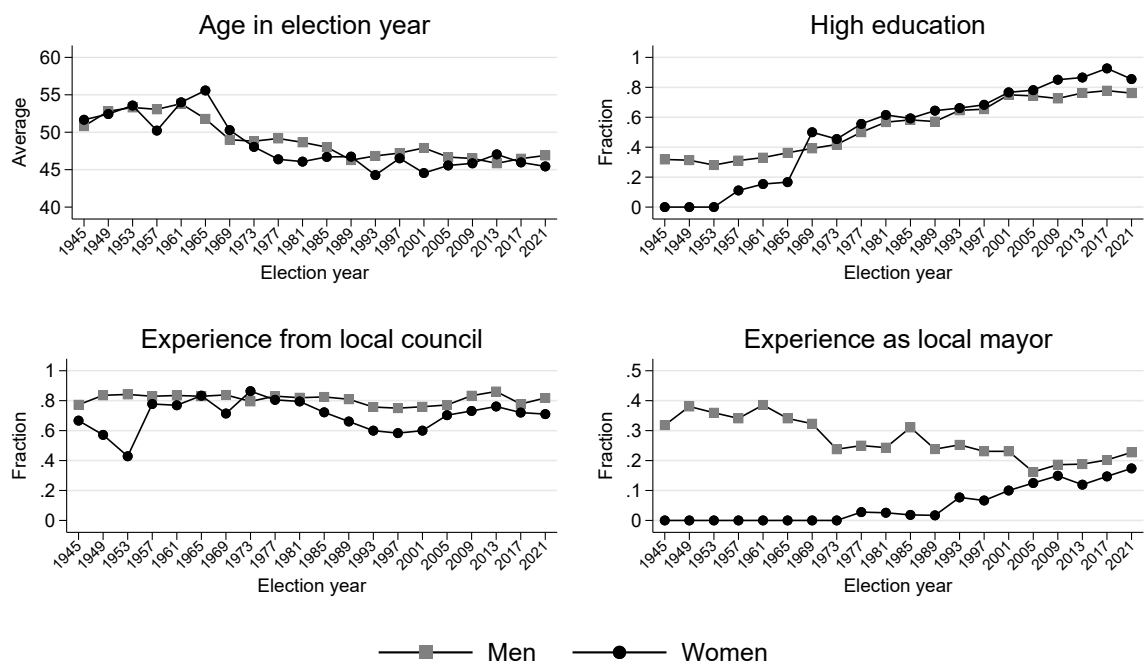 Age in election year
Average
60
55
50
45
40
1945 1949 1953 1957 1961 1965 1969 1973 1977 1981 1985 1989 1993 1997 2001 2005 2009 2013 2017 2021
Election year
High education
Fraction
1
.8
.6
.4
.2
0
1945 1949 1953 1957 1961 1965 1969 1973 1977 1981 1985 1989 1993 1997 2001 2005 2009 2013 2017 2021
Election year
Experience from local council
Fraction
1
.8
.6
.4
.2
0
1945 1949 1953 1957 1961 1965 1969 1973 1977 1981 1985 1989 1993 1997 2001 2005 2009 2013 2017 2021
Election year
Experience as local mayor
Fraction
.5
.4
.3
.2
.1
0
1945 1949 1953 1957 1961 1965 1969 1973 1977 1981 1985 1989 1993 1997 2001 2005 2009 2013 2017 2021
Election year
Men Women